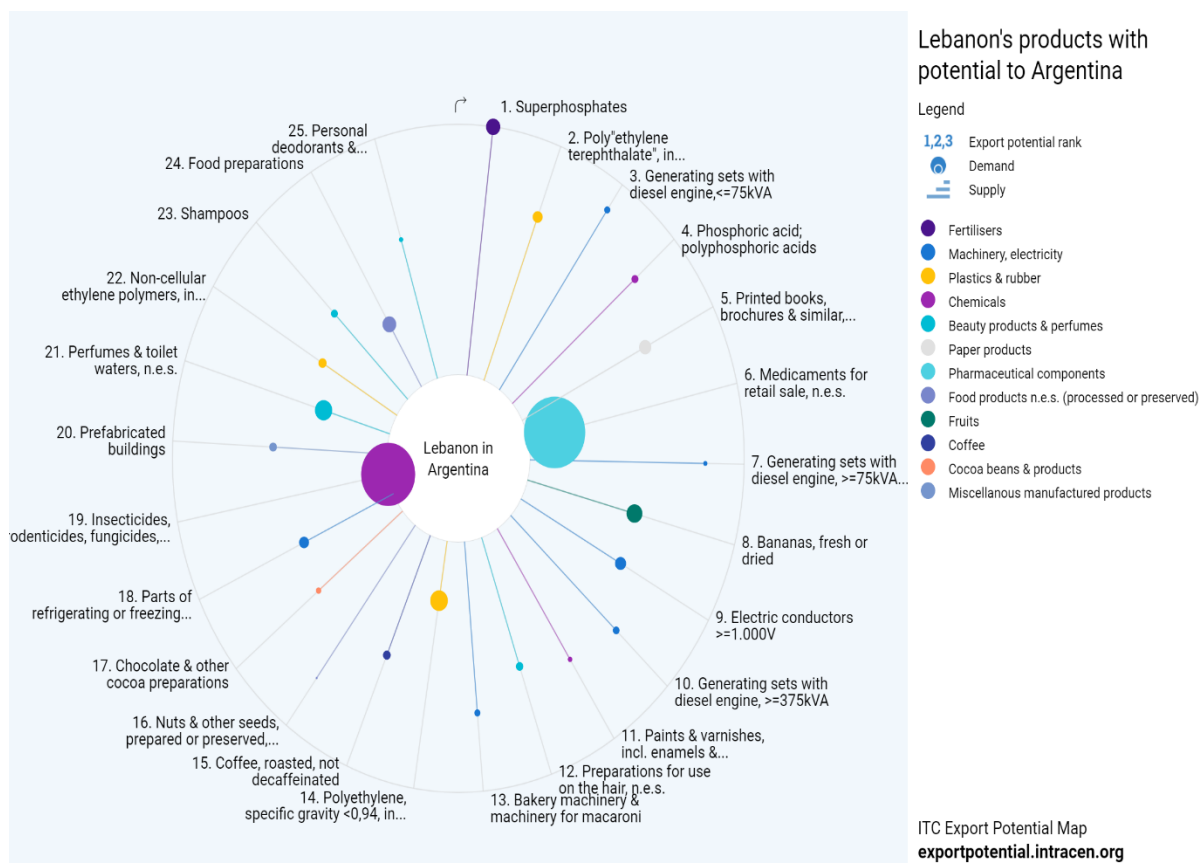 Lebanon's products with
potential to Argentina
Legend
1,2,3 Export potential rank
Demand
Supply
Fertilisers
Machinery, electricity
Plastics & rubber
Chemicals
Beauty products & perfumes
Paper products
Pharmaceutical components
Food products n.e.s. (processed or preserved)
Fruits
Coffee
Cocoa beans & products
Miscellanous manufactured products
1. Superphosphates
2. Poly"ethylene
terephthalate", in...
3. Generating sets with
diesel engine,<=75kVA
4. Phosphoric acid;
polyphosphoric acids
5. Printed books,
brochures & similar,...
6. Medicaments for
retail sale, n.e.s.
7. Generating sets with
diesel engine, >=75kVA...
8. Bananas, fresh or
dried
9. Electric conductors
>=1.000V
10. Generating sets with
diesel engine, >=375kVA
11. Paints & varnishes,
incl. enamels &...
12. Preparations for use
on the hair, n.e.s.
13. Bakery machinery &
machinery for macaroni
14. Polyethylene,
specific gravity <0,94, in...
15. Coffee, roasted, not
decaffeinated
16. Nuts & other seeds,
prepared or preserved,...
17. Chocolate & other
cocoa preparations
18. Parts of
refrigerating or freezing...
19. Insecticides,
rodenticides, fungicides,...
20. Prefabricated
buildings
21. Perfumes & toilet
waters, n.e.s.
22. Non-cellular
ethylene polymers, in...
23. Shampoos
24. Food preparations
25. Personal
deodorants &...
Lebanon in
Argentina
ITC Export Potential Map
exportpotential.intracen.org